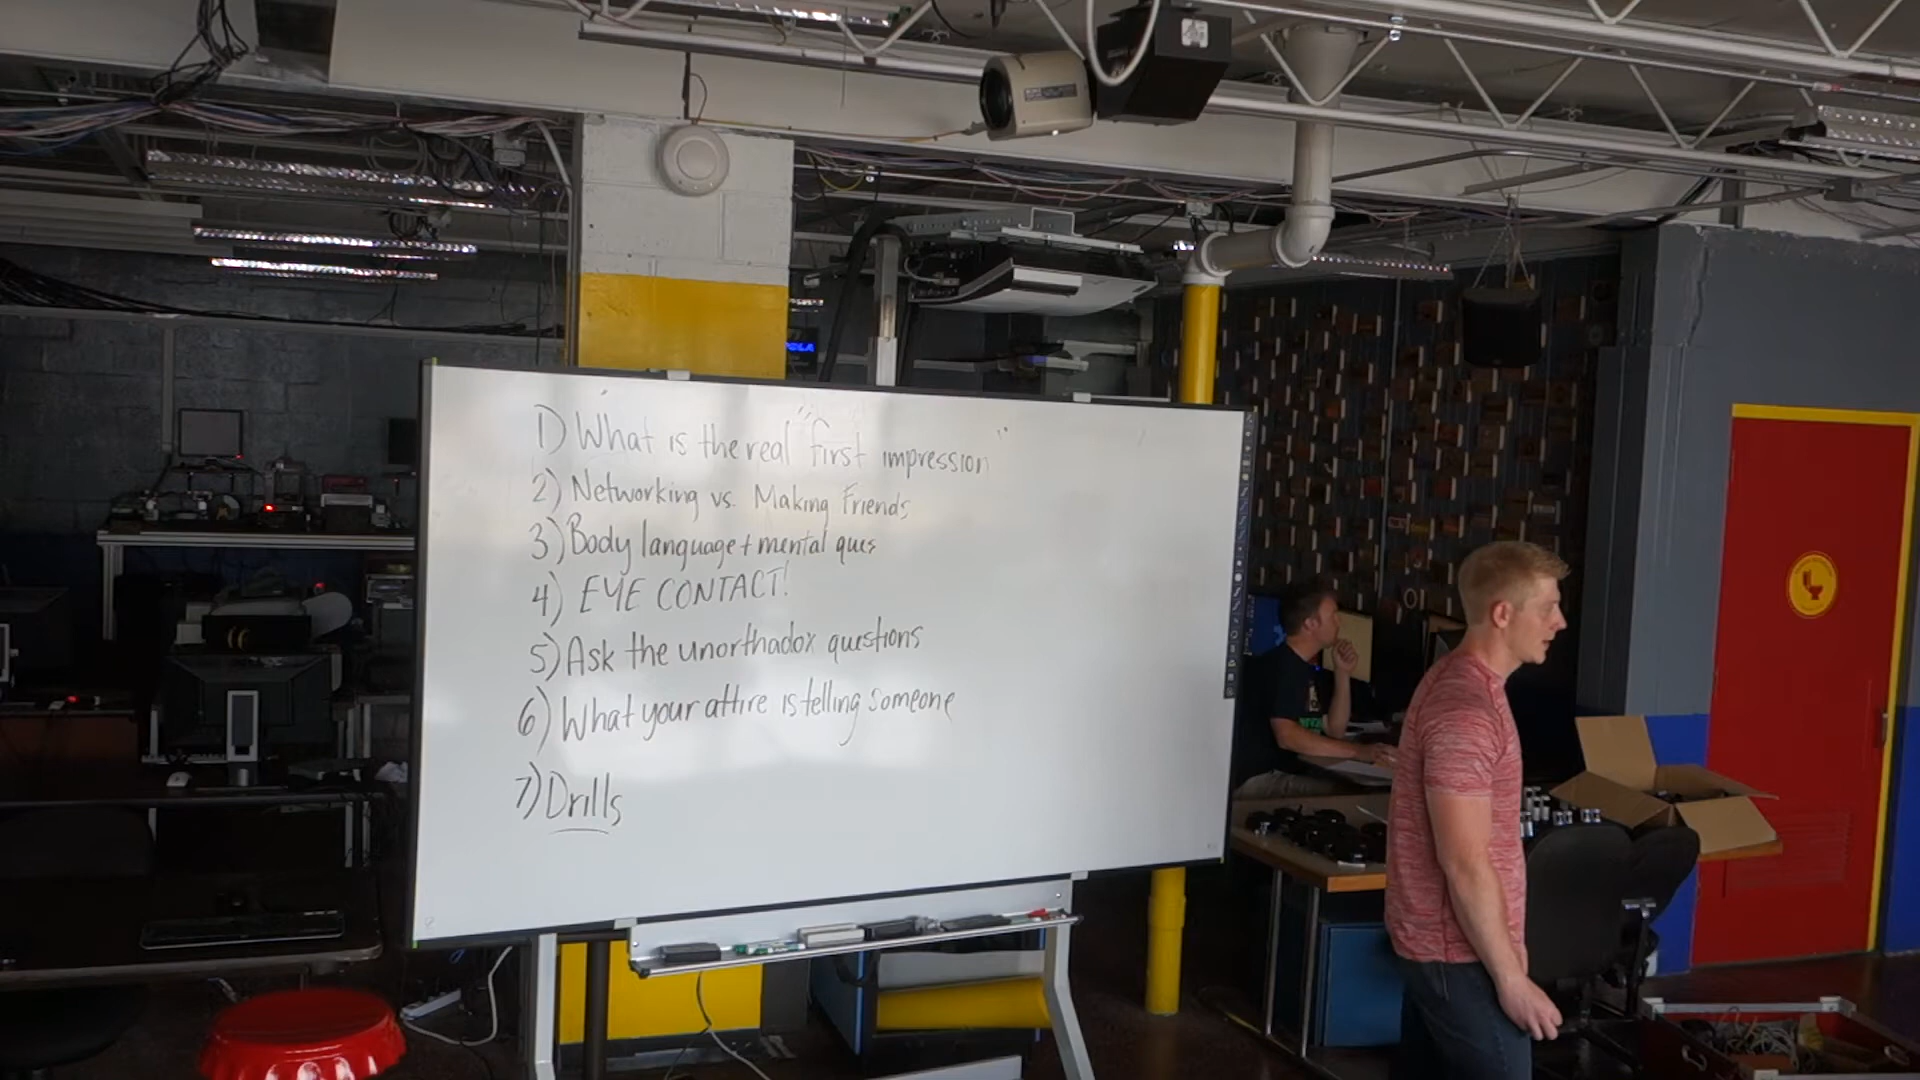 1) What is the real "first impression"
2) Networking vs. Making Friends
3) Body language + mental ques
4) EYE CONTACT!
5) Ask the unorthadox questions
6) What your attire is telling someone
7) Drills